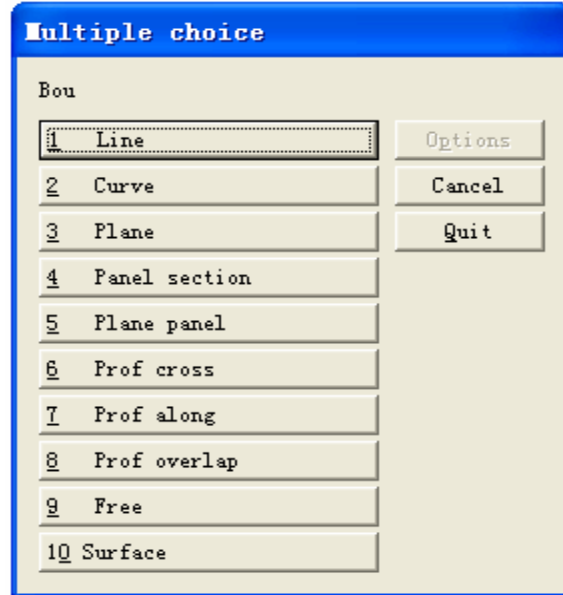 Multiple choice
Bou
1 Line
Options
2 Curve
Cancel
3 Plane
Quit
4 Panel section
5 Plane panel
6 Prof cross
7 Prof along
8 Prof overlap
9 Free
10 Surface